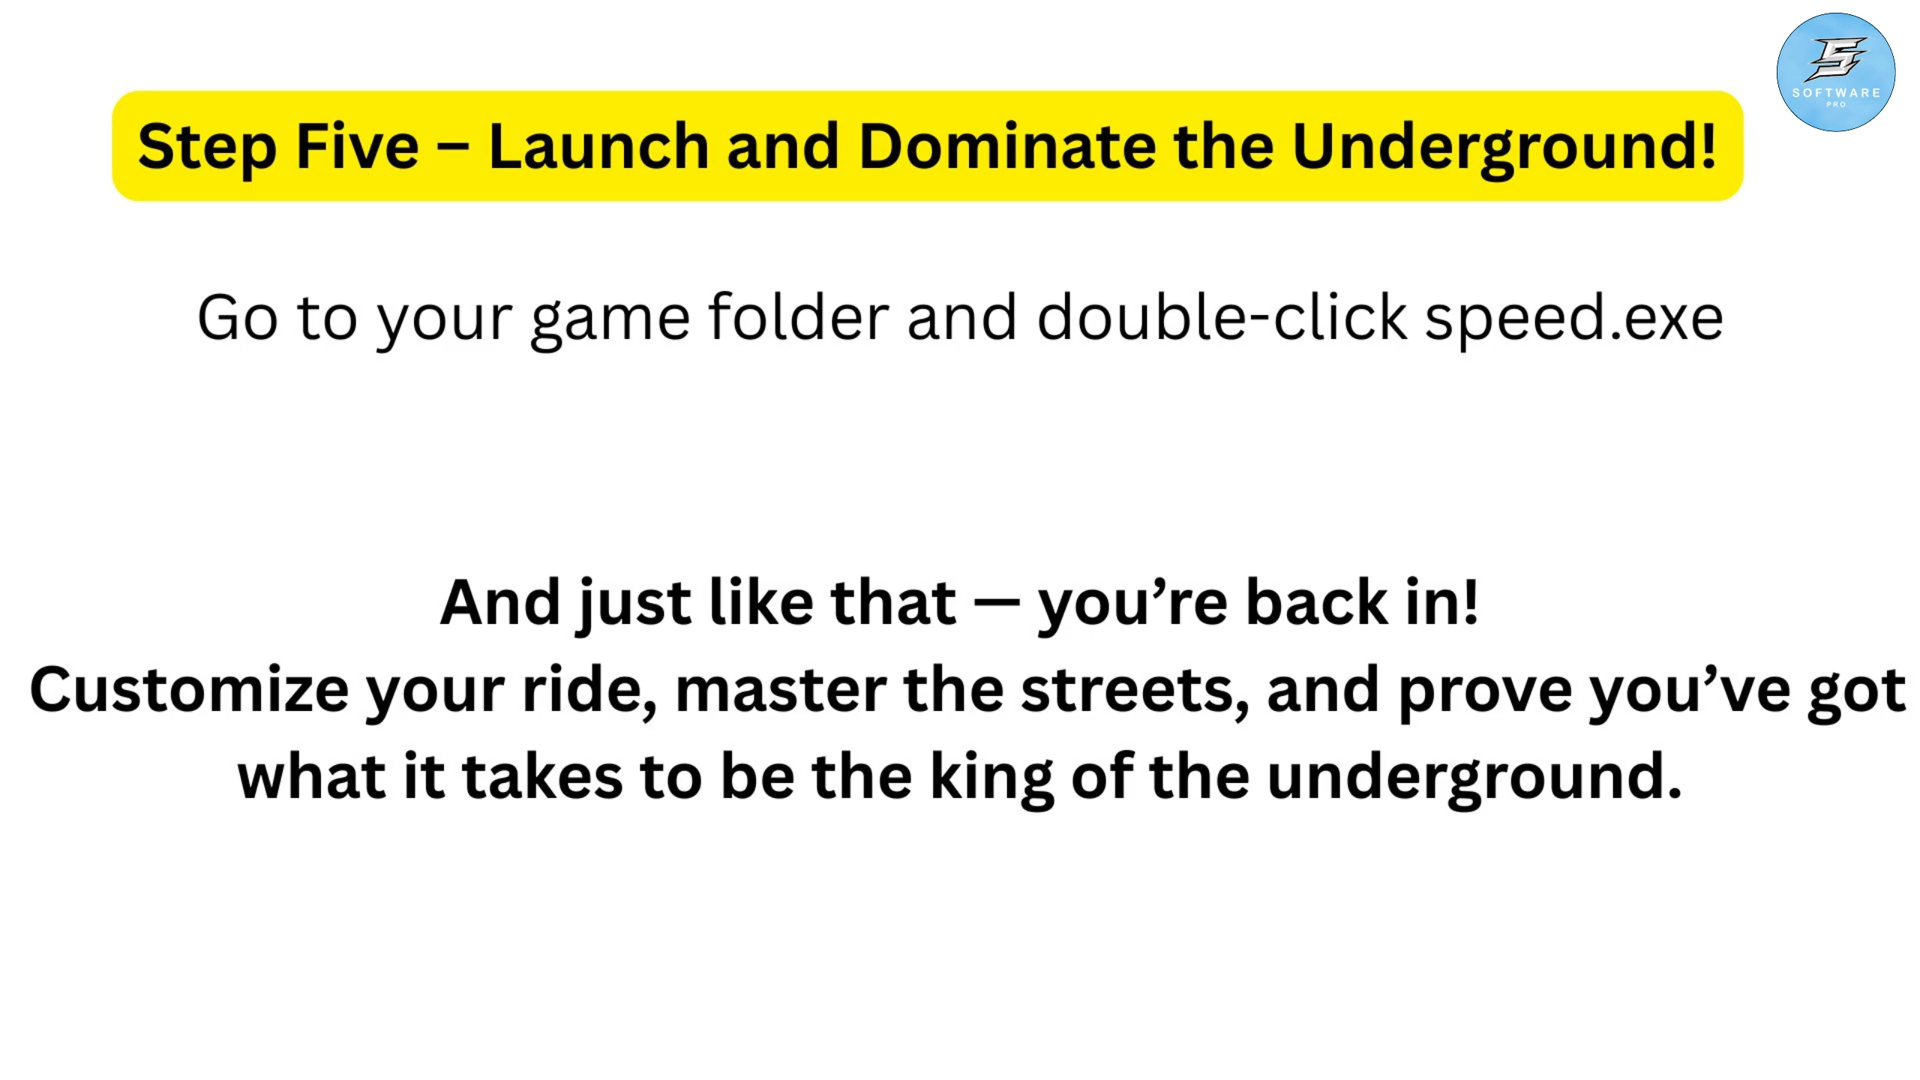 SOFTWARE
PRO
Step Five – Launch and Dominate the Underground!
Go to your game folder and double-click speed.exe
And just like that — you’re back in!
Customize your ride, master the streets, and prove you’ve got
what it takes to be the king of the underground.